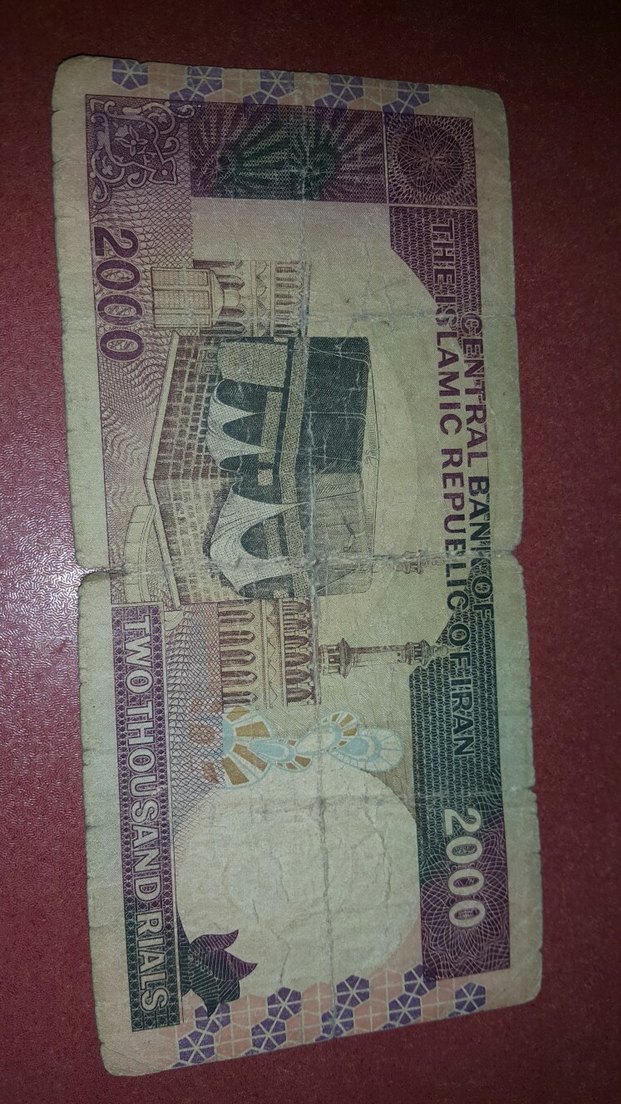 CENTRAL BANK OF
THE ISLAMIC REPUBLIC OF IRAN
2000
2000
TWO THOUSAND RIALS